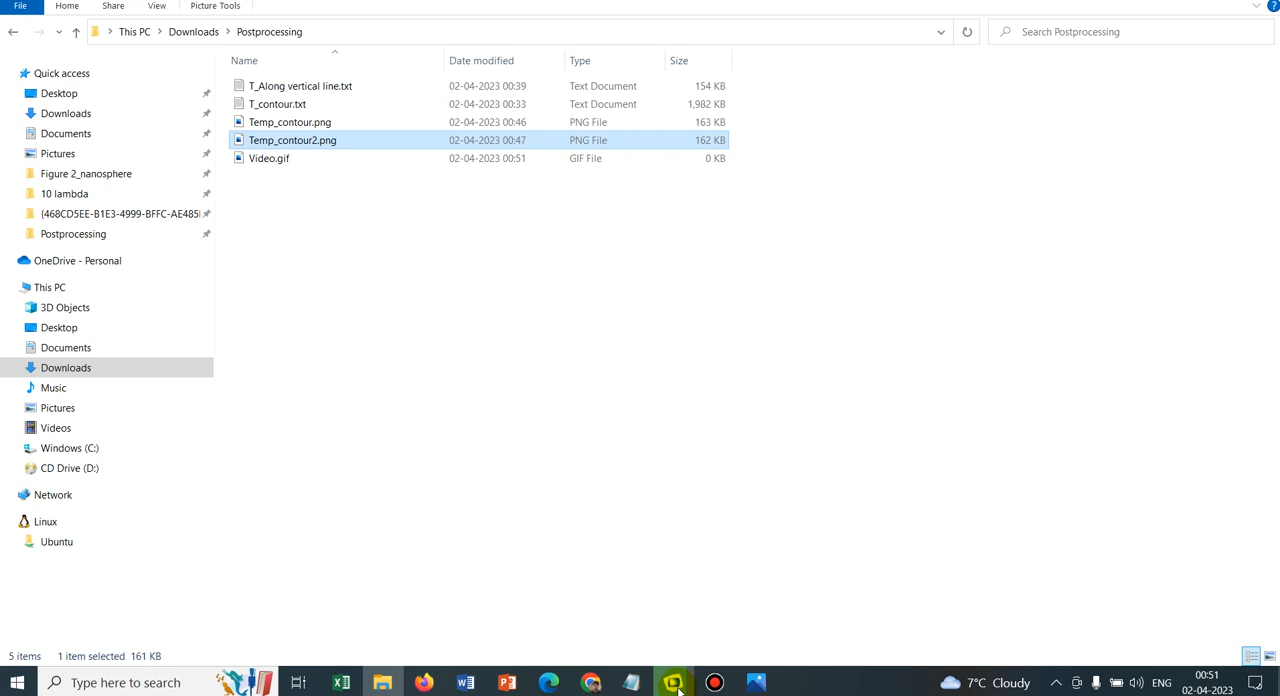 File Home Share View Picture Tools
This PC Downloads Postprocessing
Search Postprocessing
Name Date modified Type Size
T_Along vertical line.txt 02-04-2023 00:39 Text Document 154 KB
T_contour.txt 02-04-2023 00:33 Text Document 1,982 KB
Temp_contour.png 02-04-2023 00:46 PNG File 163 KB
Temp_contour2.png 02-04-2023 00:47 PNG File 162 KB
Video.gif 02-04-2023 00:51 GIF File 0 KB
Quick access
Desktop
Downloads
Documents
Pictures
Figure 2_nanosphere
10 lambda
{468CD5EE-B1E3-4999-BFFC-AE485
Postprocessing
OneDrive - Personal
This PC
3D Objects
Desktop
Documents
Downloads
Music
Pictures
Videos
Windows (C:)
CD Drive (D:)
Network
Linux
Ubuntu
5 items 1 item selected 161 KB
Type here to search
7°C Cloudy
ENG
00:51
02-04-2023